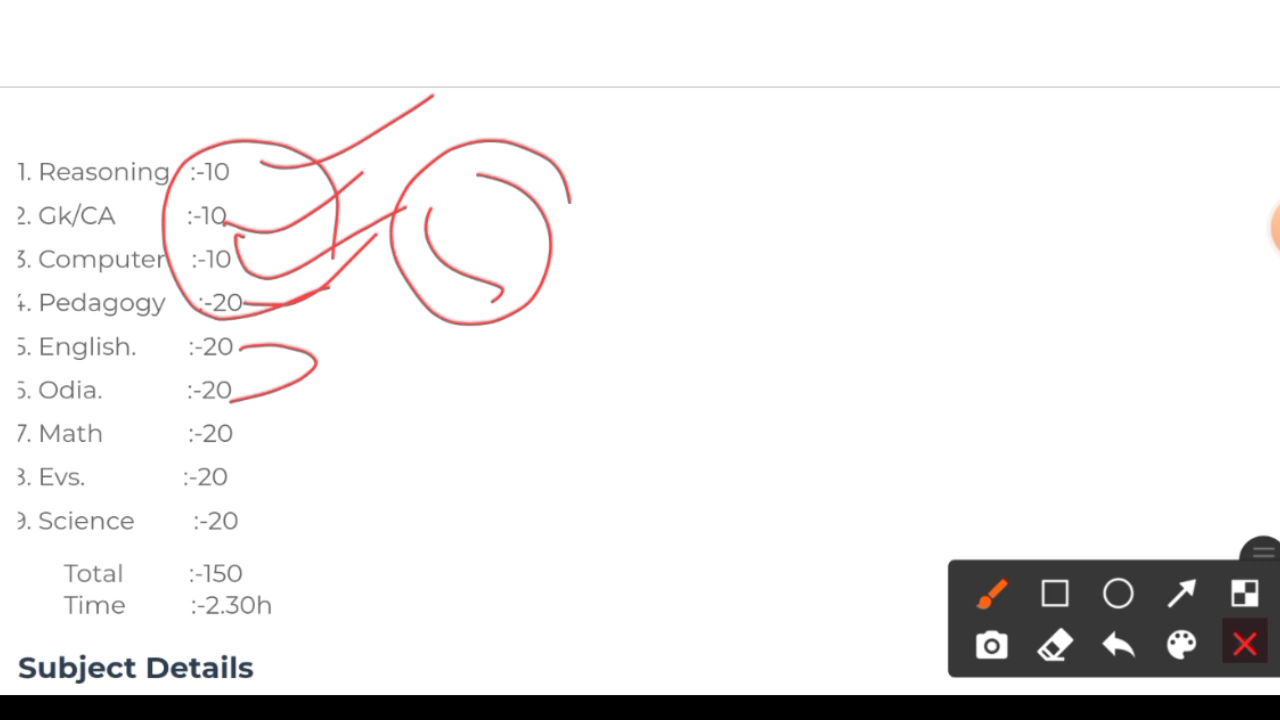 1. Reasoning :-10
2. Gk/CA :-10
3. Computer :-10
4. Pedagogy :-20
5. English. :-20
6. Odia. :-20
7. Math :-20
8. Evs. :-20
9. Science :-20
Total :-150
Time :-2.30h
Subject Details